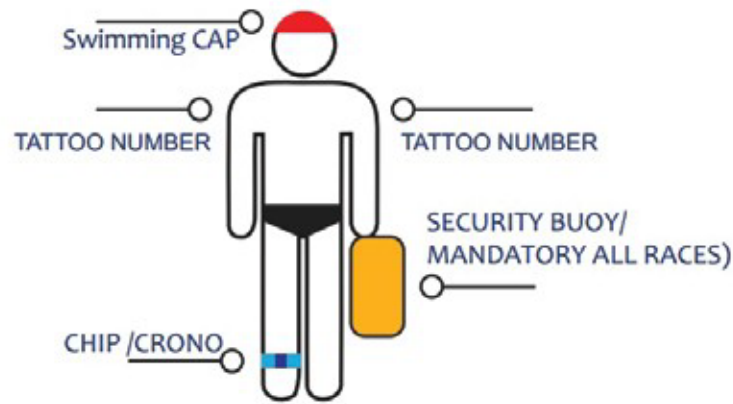 Swimming CAP
TATTOO NUMBER
TATTOO NUMBER
SECURITY BUOY/
MANDATORY ALL RACES)
CHIP /CRONO